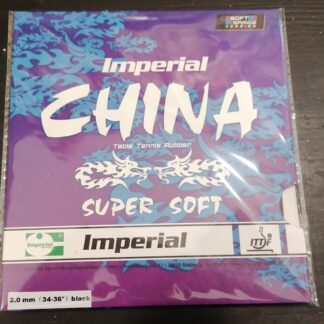 SOFT
SPONGE
VERSION
Imperial
CHINA
Table Tennis Rubber
SUPER SOFT
Imperial
Imperial
ITTF
2.0 mm (34-36°) black